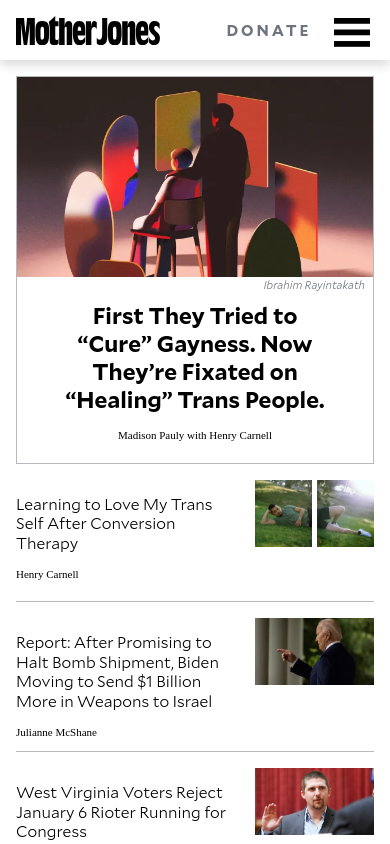 Mother Jones
DONATE
Ibrahim Rayintakath
First They Tried to
“Cure” Gayness. Now
They’re Fixated on
“Healing” Trans People.
Madison Pauly with Henry Carnell
Learning to Love My Trans
Self After Conversion
Therapy
Henry Carnell
Report: After Promising to
Halt Bomb Shipment, Biden
Moving to Send $1 Billion
More in Weapons to Israel
Julianne McShane
West Virginia Voters Reject
January 6 Rioter Running for
Congress